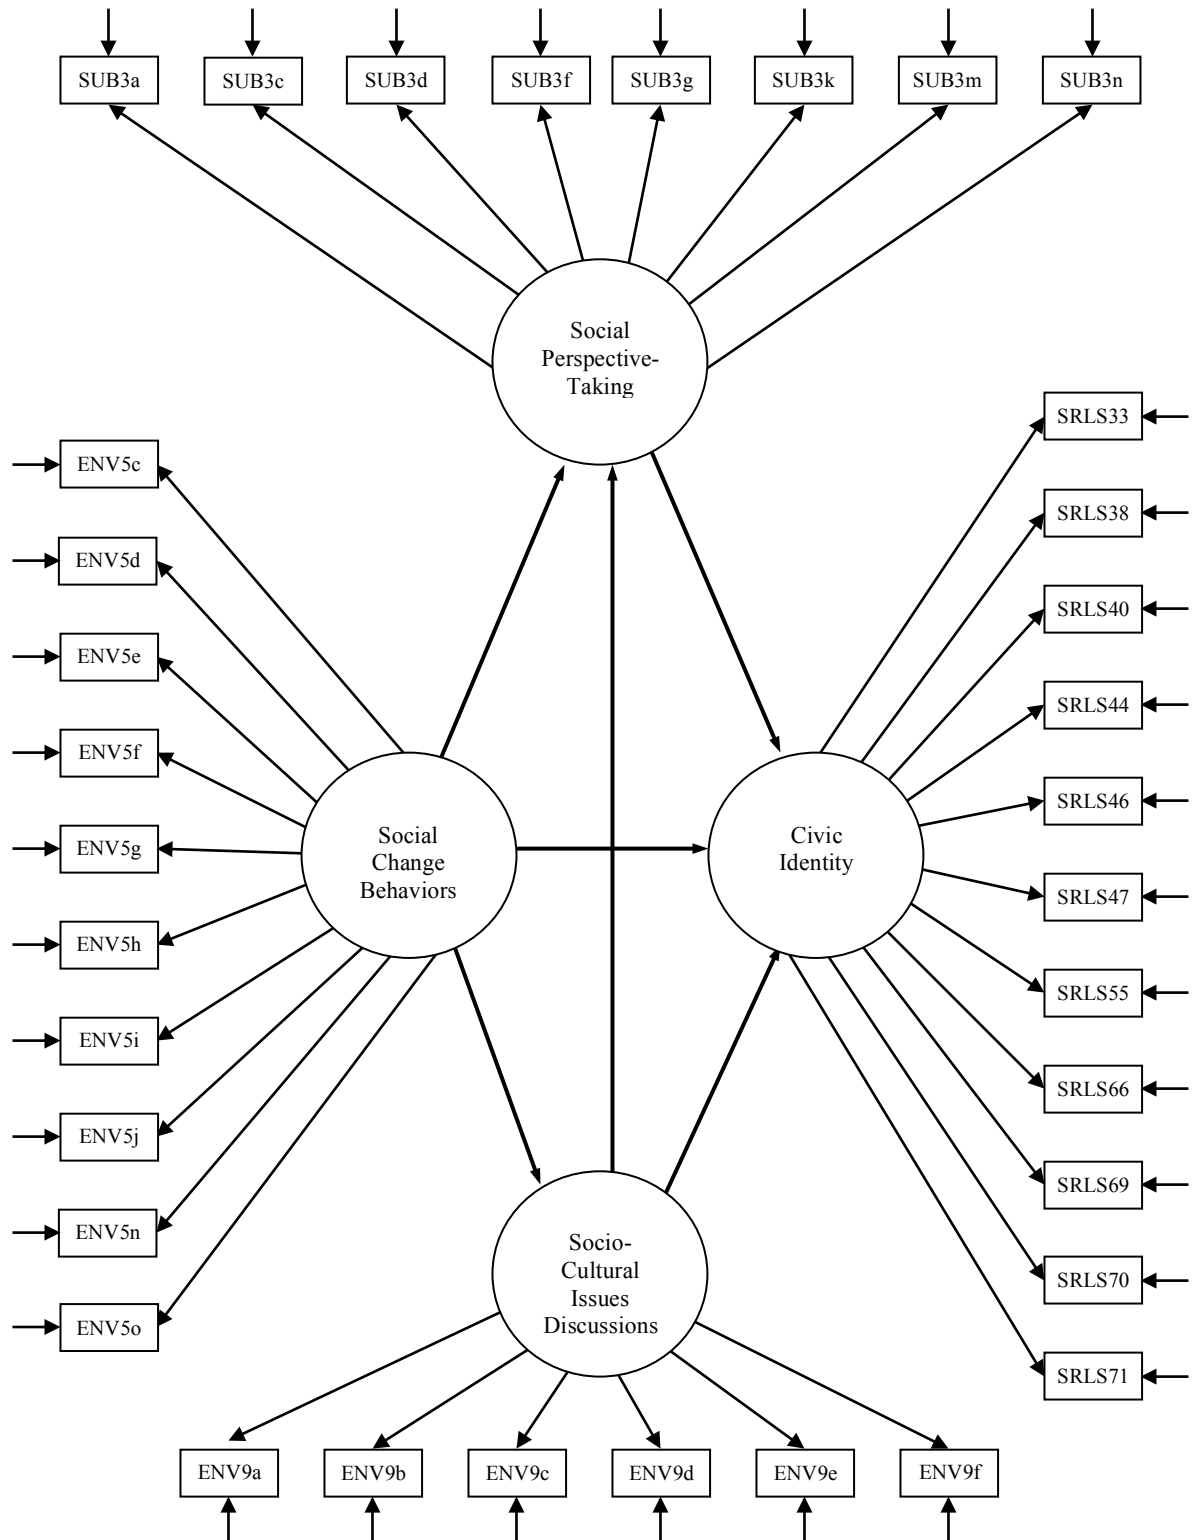 SUB3a
SUB3c
SUB3d
SUB3f
SUB3g
SUB3k
SUB3m
SUB3n
Social
Perspective-
Taking
ENV5c
ENV5d
ENV5e
ENV5f
ENV5g
ENV5h
ENV5i
ENV5j
ENV5n
ENV5o
Social
Change
Behaviors
Civic
Identity
SRLS33
SRLS38
SRLS40
SRLS44
SRLS46
SRLS47
SRLS55
SRLS66
SRLS69
SRLS70
SRLS71
Socio-
Cultural
Issues
Discussions
ENV9a
ENV9b
ENV9c
ENV9d
ENV9e
ENV9f